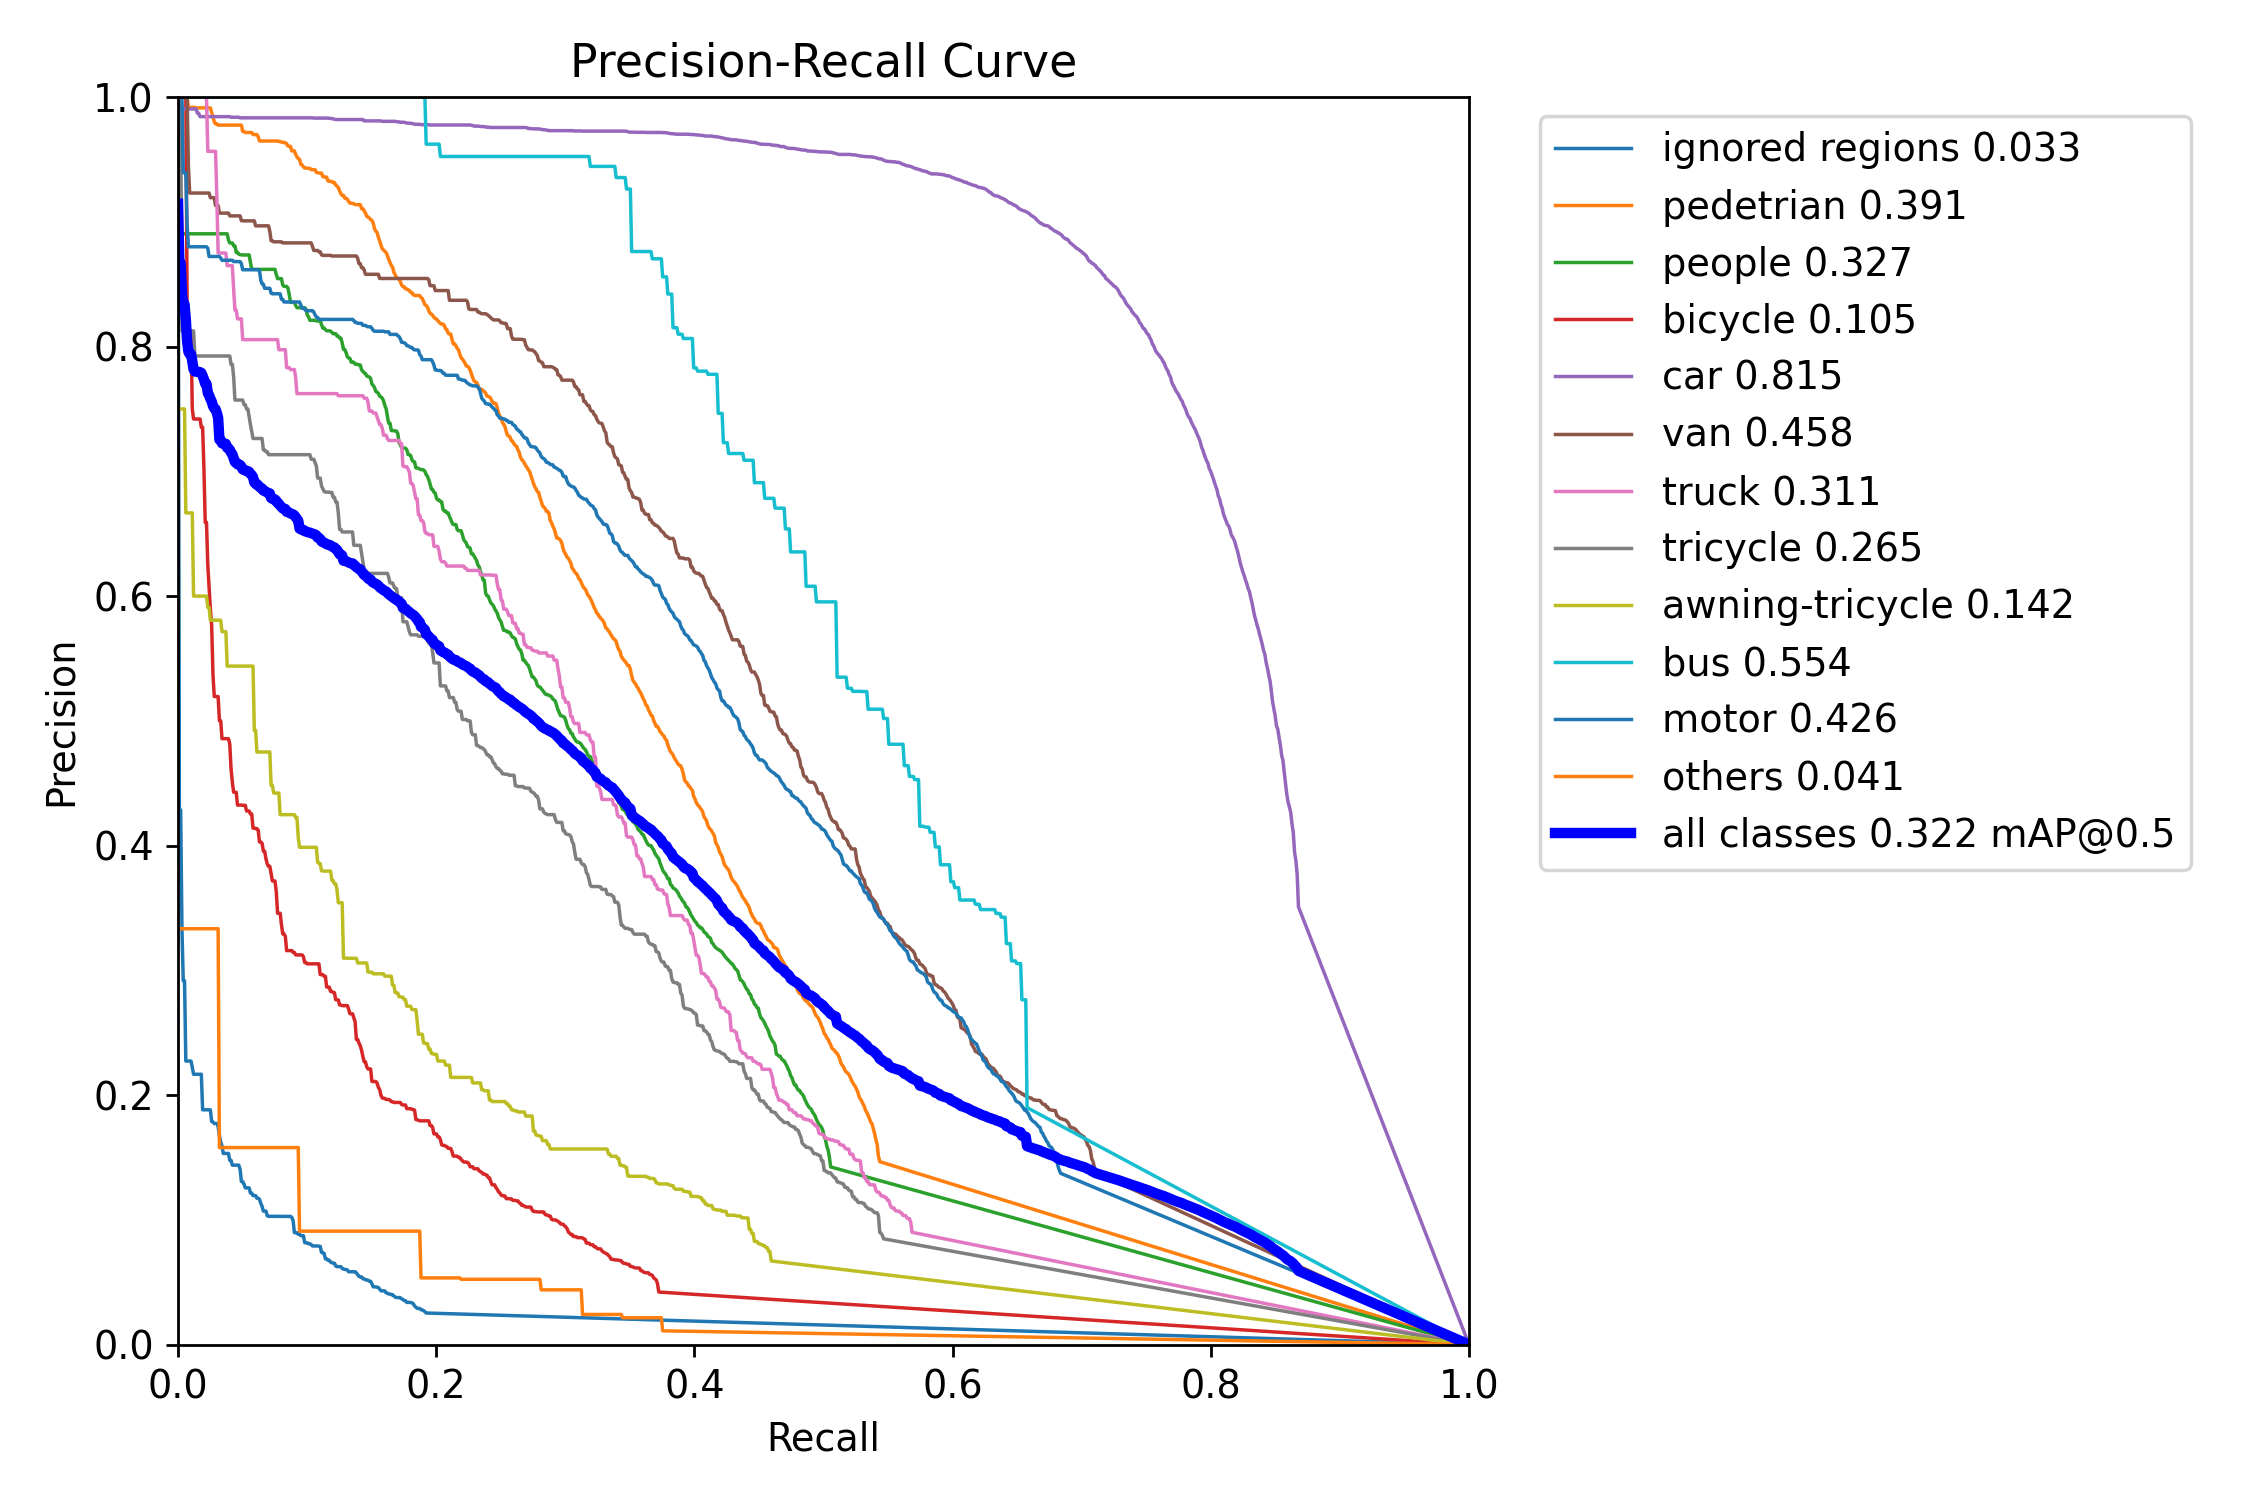 Precision-Recall Curve
1.0
0.8
0.6
0.4
0.2
0.0
Precision
0.0 0.2 0.4 0.6 0.8 1.0
Recall
ignored regions 0.033
pedetrian 0.391
people 0.327
bicycle 0.105
car 0.815
van 0.458
truck 0.311
tricycle 0.265
awning-tricycle 0.142
bus 0.554
motor 0.426
others 0.041
all classes 0.322 mAP@0.5